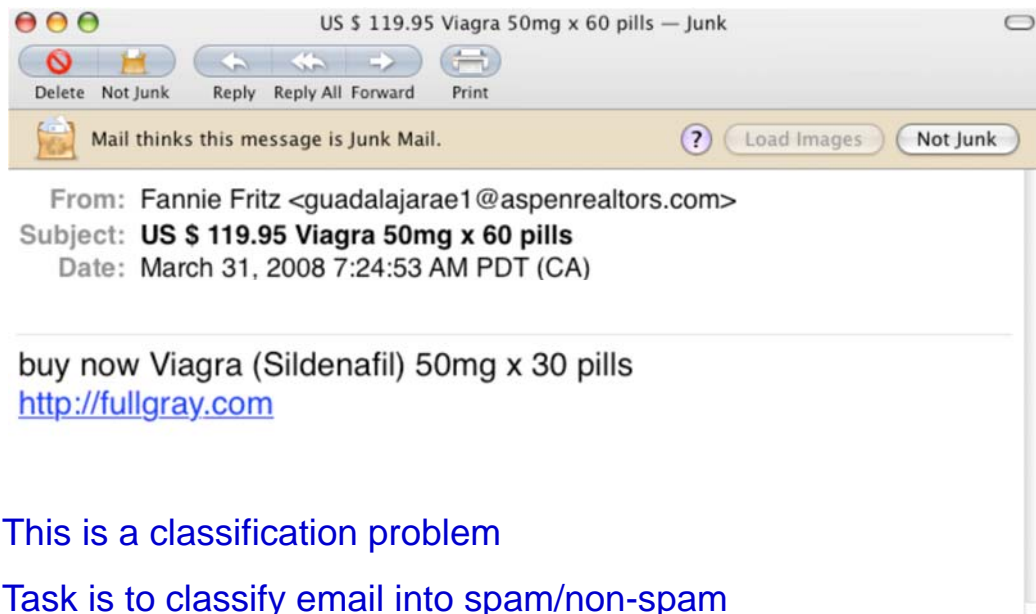 US $ 119.95 Viagra 50mg x 60 pills — Junk
Delete Not Junk Reply Reply All Forward Print
Mail thinks this message is Junk Mail. ? Load Images Not Junk
From: Fannie Fritz <guadalajarae1@aspenrealtors.com>
Subject: US $ 119.95 Viagra 50mg x 60 pills
Date: March 31, 2008 7:24:53 AM PDT (CA)
buy now Viagra (Sildenafil) 50mg x 30 pills
http://fullgray.com
This is a classification problem
Task is to classify email into spam/non-spam